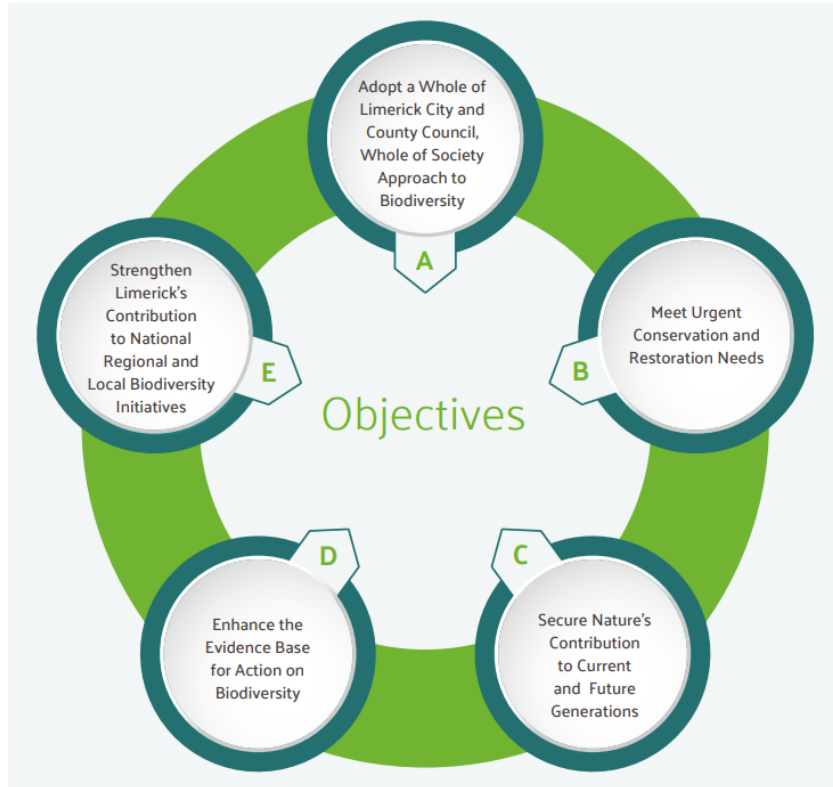 Adopt a Whole of
Limerick City and
County Council,
Whole of Society
Approach to
Biodiversity
A
Meet Urgent
Conservation and
Restoration Needs
B
Secure Nature's
Contribution
to Current
and Future
Generations
C
Enhance the
Evidence Base
for Action on
Biodiversity
D
Strengthen
Limerick's
Contribution
to National
Regional and
Local Biodiversity
Initiatives
E
Objectives